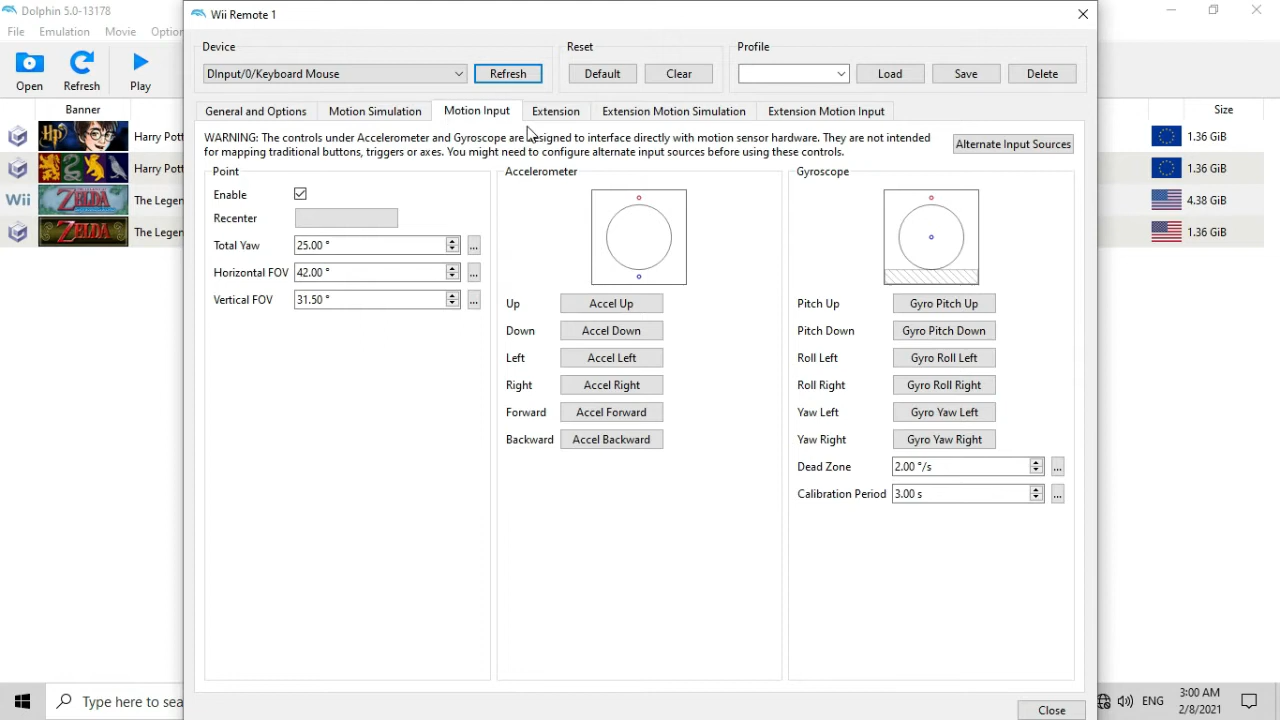 Dolphin 5.0-13178
File Emulation Movie Option
Open Refresh Play
Banner
Harry Pott
Harry Pott
Wii The Legen
The Legen
Wii Remote 1
Device
DInput/0/Keyboard Mouse
Refresh
Reset
Default Clear
Profile
Load Save Delete
General and Options Motion Simulation Motion Input Extension Extension Motion Simulation Extension Motion Input
WARNING: The controls under Accelerometer and Gyroscope designed to interface directly with motion sensor hardware. They are not intended
for mapping traditional buttons, triggers or axes. You might need to configure alternate input sources before using these controls.
Alternate Input Sources
Point
Enable
Recenter
Total Yaw 25.00 ° ...
Horizontal FOV 42.00 ° ...
Vertical FOV 31.50 ° ...
Accelerometer
Up Accel Up
Down Accel Down
Left Accel Left
Right Accel Right
Forward Accel Forward
Backward Accel Backward
Gyroscope
Pitch Up Gyro Pitch Up
Pitch Down Gyro Pitch Down
Roll Left Gyro Roll Left
Roll Right Gyro Roll Right
Yaw Left Gyro Yaw Left
Yaw Right Gyro Yaw Right
Dead Zone 2.00 °/s ...
Calibration Period 3.00 s ...
Close
Size
1.36 GiB
1.36 GiB
4.38 GiB
1.36 GiB
HP
ZELDA
ZELDA
Type here to sea
ENG
3:00 AM
2/8/2021